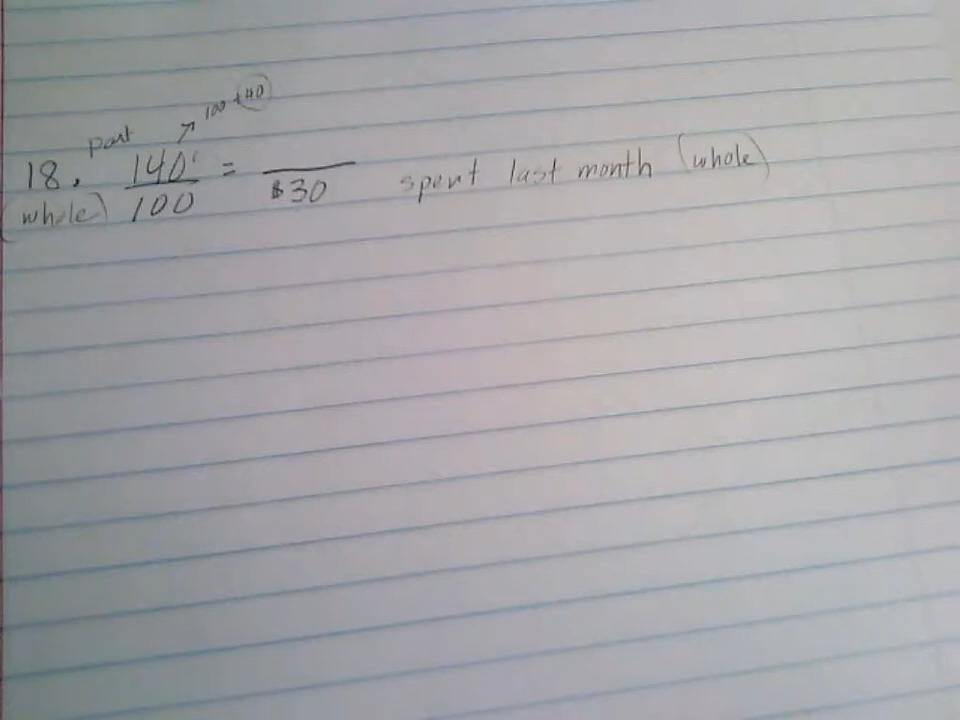 100 + 40
part ↗
18. 140 = ___
(whole) 100 $30 spent last month (whole)